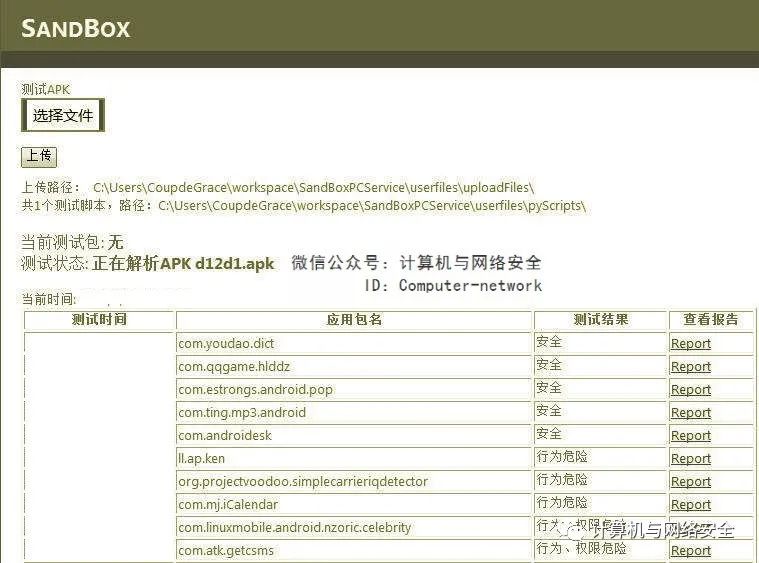 SANDBOX
测试APK
选择文件
上传
上传路径： C:\Users\CoupdeGrace\workspace\SandBoxPCService\userfiles\uploadFiles\
共1个测试脚本，路径：C:\Users\CoupdeGrace\workspace\SandBoxPCService\userfiles\pyScripts\
当前测试包: 无
测试状态: 正在解析APK d12d1.apk 微信公众号：计算机与网络安全
ID：Computer-network
当前时间:
测试时间 应用包名 测试结果 查看报告
com.youdao.dict 安全 Report
com.qqgame.hlddz 安全 Report
com.estrongs.android.pop 安全 Report
com.ting.mp3.android 安全 Report
com.androidesk 安全 Report
ll.ap.ken 行为危险 Report
org.projectvoodoo.simplecarrieriqdetector 行为危险 Report
com.mj.iCalendar 行为危险 Report
com.linuxmobile.android.nzoric.celebrity 行为、权限危险 Report
计算机与网络安全
com.atk.getcsms 行为、权限危险 Report